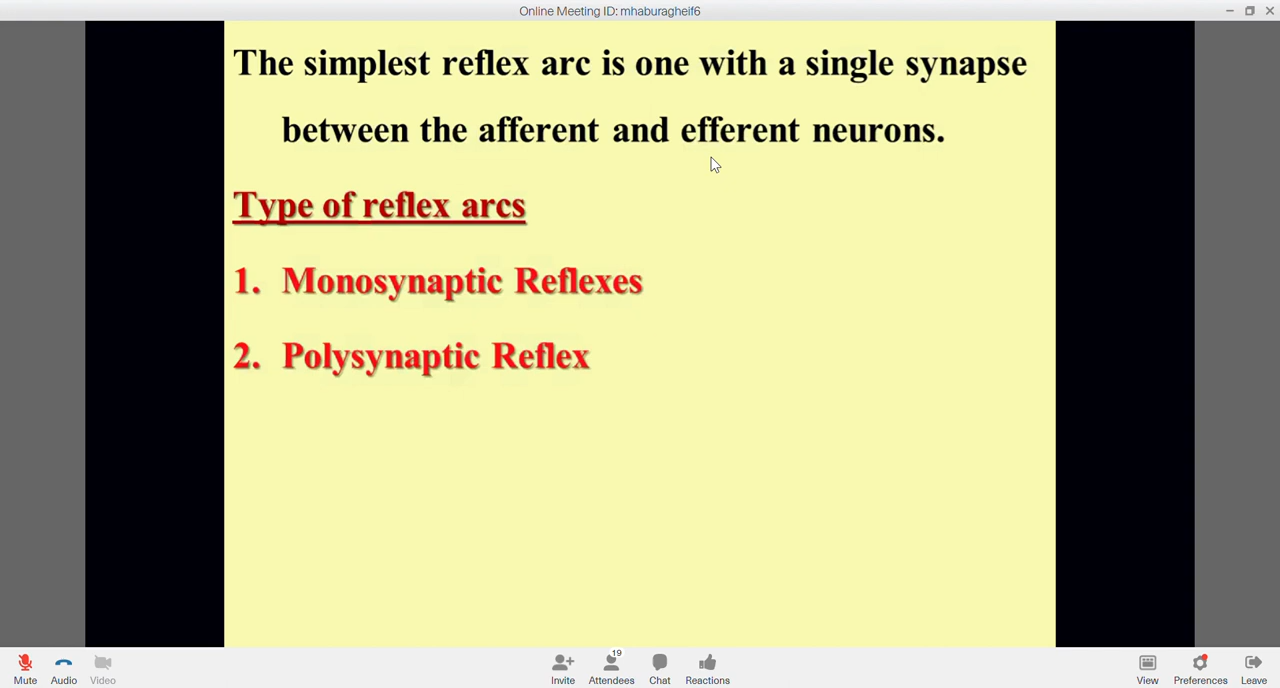 Online Meeting ID: mhaburagheif6
The simplest reflex arc is one with a single synapse
between the afferent and efferent neurons.
Type of reflex arcs
1. Monosynaptic Reflexes
2. Polysynaptic Reflex
19
Mute Audio Video Invite Attendees Chat Reactions View Preferences Leave